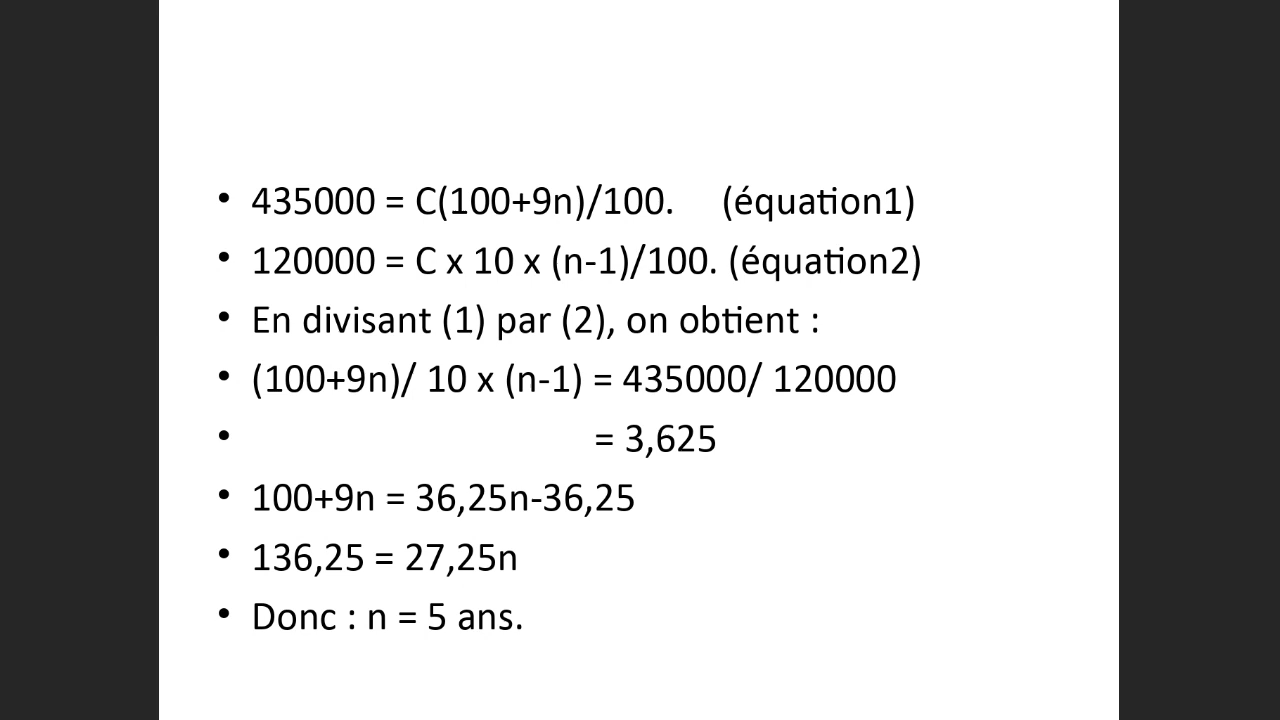 • 435000 = C(100+9n)/100. (équation1)
• 120000 = C x 10 x (n-1)/100. (équation2)
• En divisant (1) par (2), on obtient :
• (100+9n)/ 10 x (n-1) = 435000/ 120000
• = 3,625
• 100+9n = 36,25n-36,25
• 136,25 = 27,25n
• Donc : n = 5 ans.